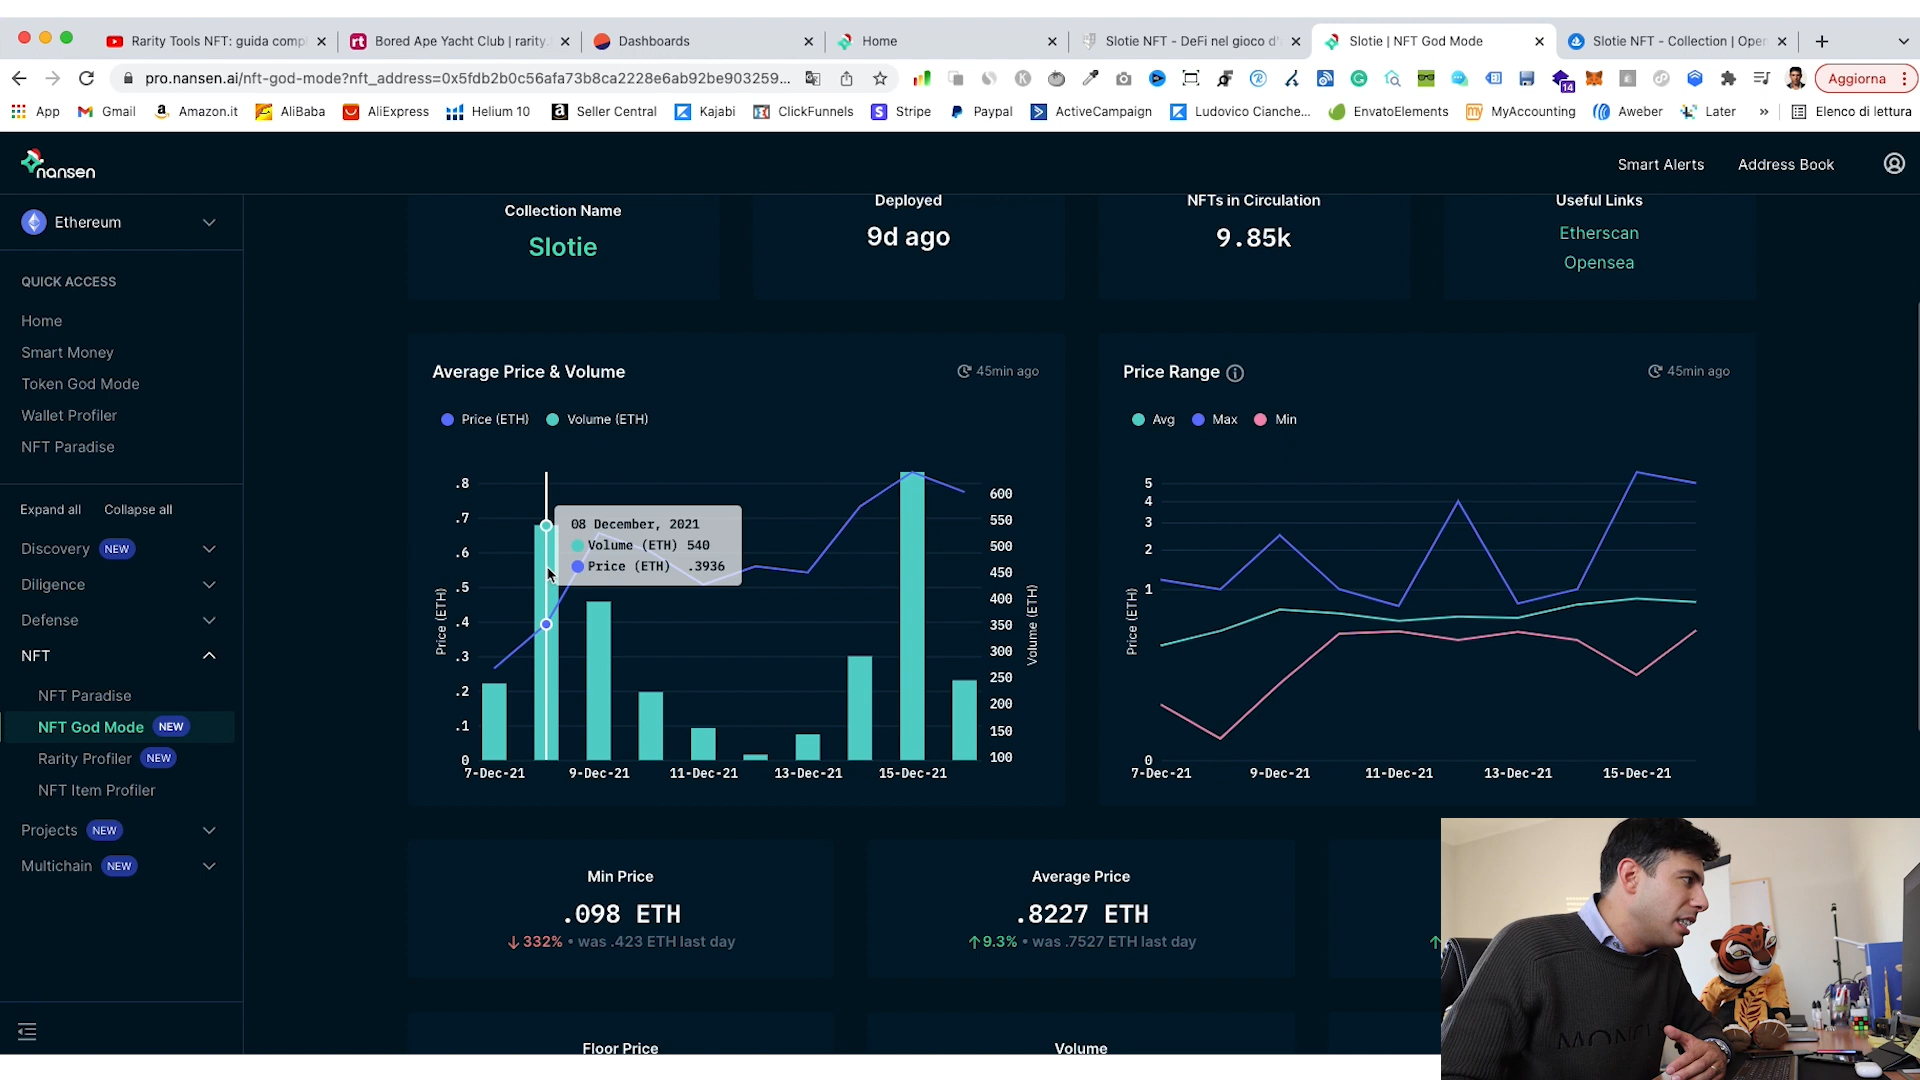 Rarity Tools NFT: guida comp
Bored Ape Yacht Club | rarity.
Dashboards
Home
Slotie NFT - DeFi nel gioco d'
Slotie | NFT God Mode
Slotie NFT - Collection | Ope
pro.nansen.ai/nft-god-mode?nft_address=0x5fdb2b0c56afa73b8ca2228e6ab92be903259...
14
Aggiorna
App
Gmail
Amazon.it
AliBaba
AliExpress
Helium 10
Seller Central
Kajabi
ClickFunnels
Stripe
Paypal
ActiveCampaign
Ludovico Cianche...
EnvatoElements
MyAccounting
Aweber
Later
»
Elenco di lettura
nansen
Smart Alerts
Address Book
Ethereum
QUICK ACCESS
Home
Smart Money
Token God Mode
Wallet Profiler
NFT Paradise
Expand all
Collapse all
Discovery NEW
Diligence
Defense
NFT
NFT Paradise
NFT God Mode NEW
Rarity Profiler NEW
NFT Item Profiler
Projects NEW
Multichain NEW
Collection Name
Slotie
Deployed
9d ago
NFTs in Circulation
9.85k
Useful Links
Etherscan
Opensea
Average Price & Volume
45min ago
Price (ETH)
Volume (ETH)
.8
.7
.6
.5
.4
.3
.2
.1
0
Price (ETH)
600
550
500
450
400
350
300
250
200
150
100
Volume (ETH)
7-Dec-21
9-Dec-21
11-Dec-21
13-Dec-21
15-Dec-21
08 December, 2021
Volume (ETH) 540
Price (ETH) .3936
Price Range
45min ago
Avg
Max
Min
5
4
3
2
1
0
Price (ETH)
7-Dec-21
9-Dec-21
11-Dec-21
13-Dec-21
15-Dec-21
Min Price
.098 ETH
↓332% • was .423 ETH last day
Average Price
.8227 ETH
↑9.3% • was .7527 ETH last day
↑
Floor Price
Volume